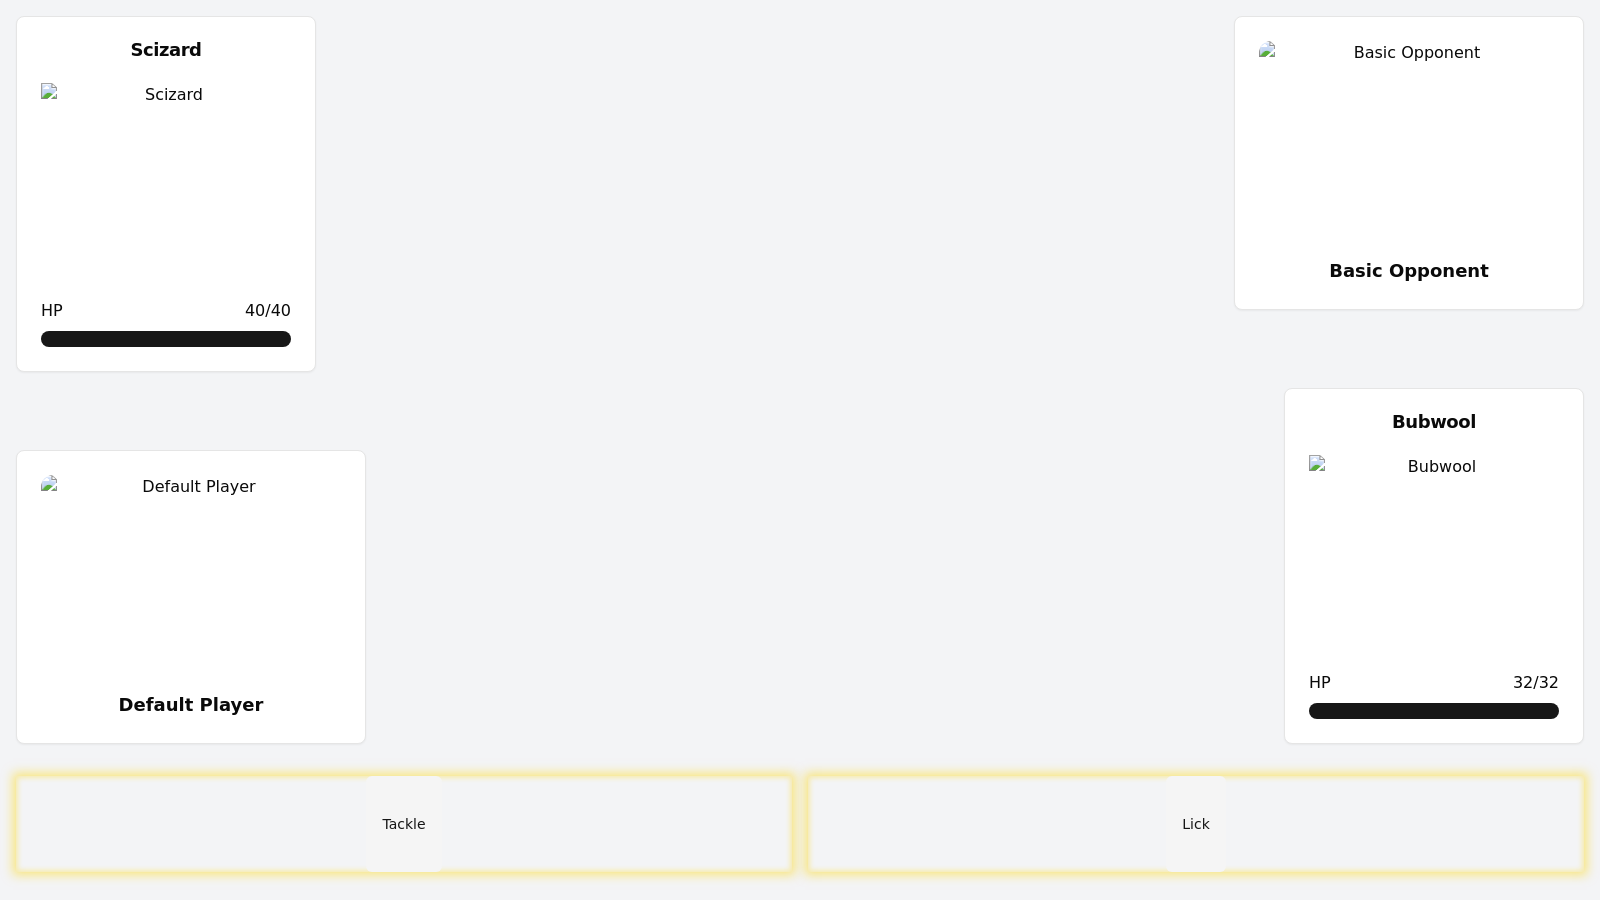 Scizard
Scizard
HP 40/40
Basic Opponent
Basic Opponent
Default Player
Default Player
Bubwool
Bubwool
HP 32/32
Tackle
Lick